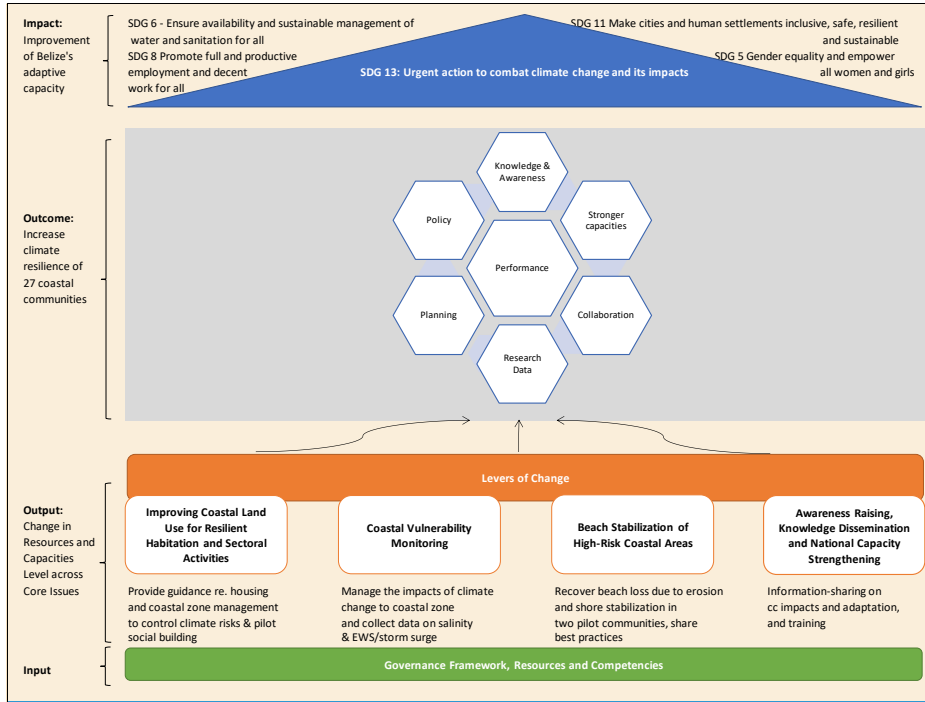 Impact:
Improvement
of Belize's
adaptive
capacity
SDG 6 - Ensure availability and sustainable management of
water and sanitation for all
SDG 8 Promote full and productive
employment and decent
work for all
SDG 11 Make cities and human settlements inclusive, safe, resilient
and sustainable
SDG 5 Gender equality and empower
all women and girls
SDG 13: Urgent action to combat climate change and its impacts
Outcome:
Increase
climate
resilience of
27 coastal
communities
Knowledge &
Awareness
Policy
Stronger
capacities
Performance
Planning
Collaboration
Research
Data
Levers of Change
Output:
Change in
Resources and
Capacities
Level across
Core Issues
Improving Coastal Land
Use for Resilient
Habitation and Sectoral
Activities
Coastal Vulnerability
Monitoring
Beach Stabilization of
High-Risk Coastal Areas
Awareness Raising,
Knowledge Dissemination
and National Capacity
Strengthening
Provide guidance re. housing
and coastal zone management
to control climate risks & pilot
social building
Manage the impacts of climate
change to coastal zone
and collect data on salinity
& EWS/storm surge
Recover beach loss due to erosion
and shore stabilization in
two pilot communities, share
best practices
Information-sharing on
cc impacts and adaptation,
and training
Input
Governance Framework, Resources and Competencies